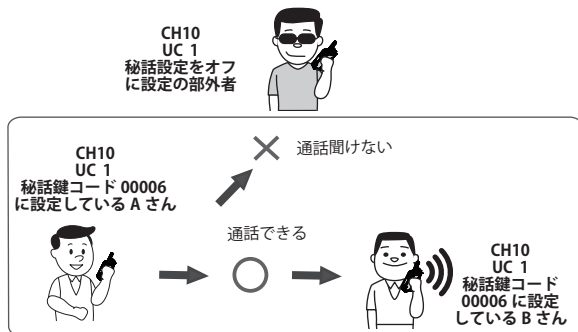 CH10
UC 1
秘話設定をオフ
に設定の部外者
通話聞けない
CH10
UC 1
秘話鍵コード 00006
に設定している A さん
通話できる
CH10
UC 1
秘話鍵コード
00006 に設定
している B さん